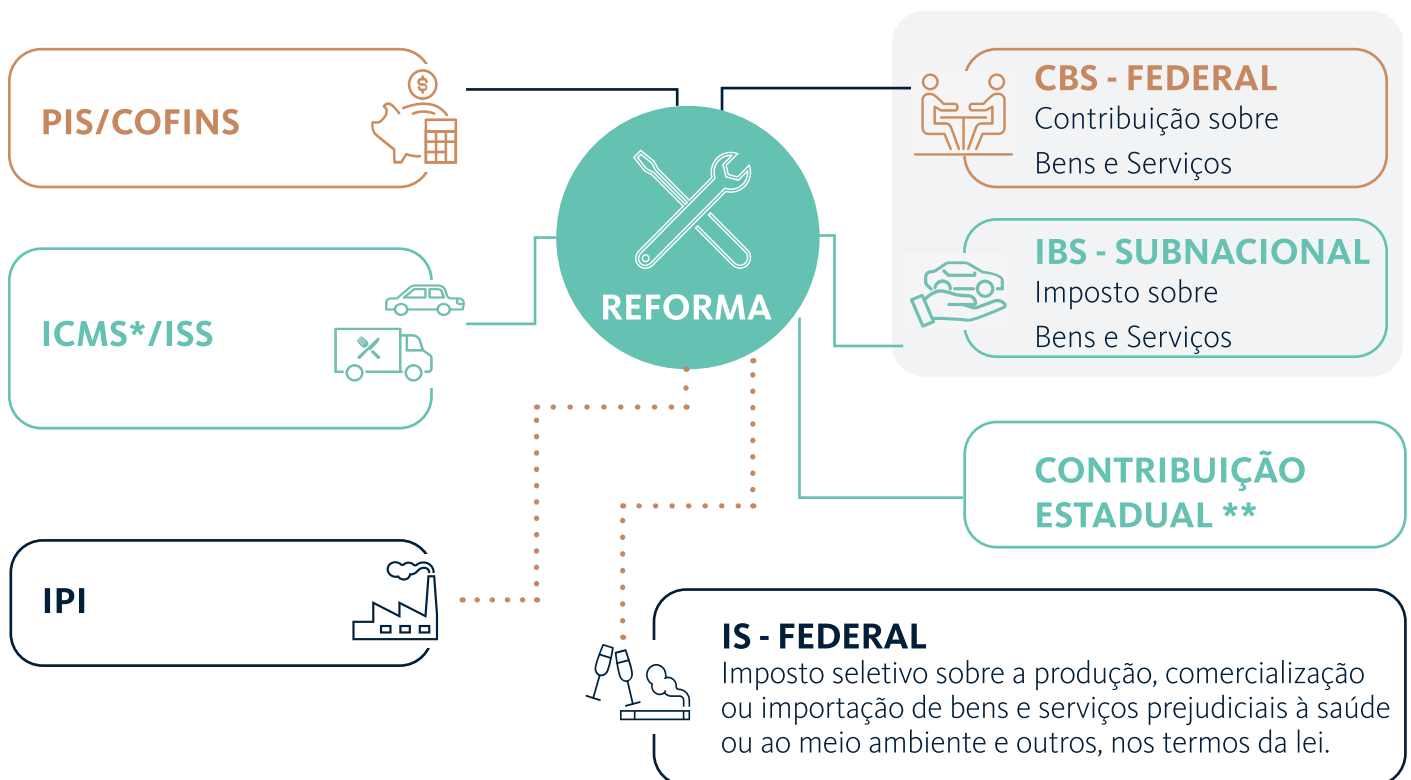 PIS/COFINS
$
ICMS*/ISS
IPI
REFORMA
CBS - FEDERAL
Contribuição sobre
Bens e Serviços
IBS - SUBNACIONAL
Imposto sobre
Bens e Serviços
CONTRIBUIÇÃO
ESTADUAL **
IS - FEDERAL
Imposto seletivo sobre a produção, comercialização
ou importação de bens e serviços prejudiciais à saúde
ou ao meio ambiente e outros, nos termos da lei.